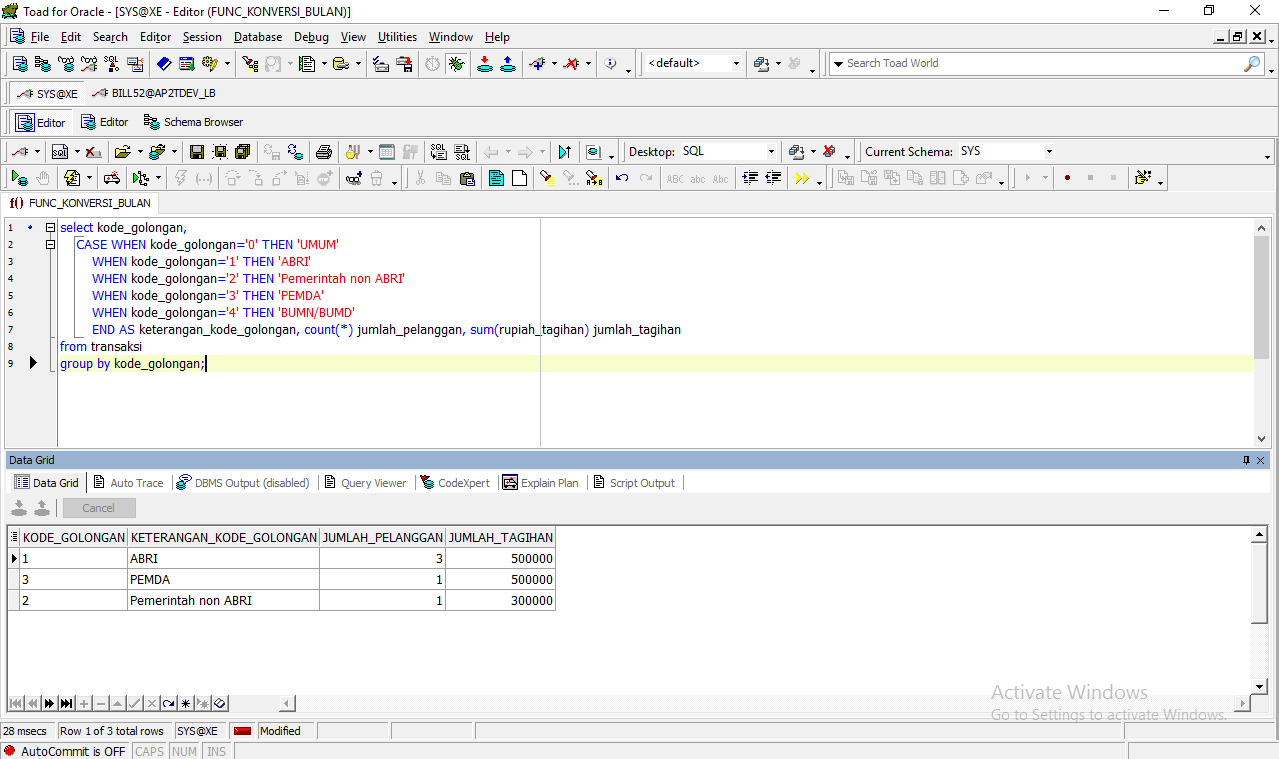 Toad for Oracle - [SYS@XE - Editor (FUNC_KONVERSI_BULAN)]
File Edit Search Editor Session Database Debug View Utilities Window Help
<default> Search Toad World
SYS@XE BILL52@AP2TDEV_LB
Editor Editor Schema Browser
SQL SQL SQL Desktop: SQL Current Schema: SYS
ABC abc Abc
f() FUNC_KONVERSI_BULAN
1 select kode_golongan,
2 CASE WHEN kode_golongan='0' THEN 'UMUM'
3 WHEN kode_golongan='1' THEN 'ABRI'
4 WHEN kode_golongan='2' THEN 'Pemerintah non ABRI'
5 WHEN kode_golongan='3' THEN 'PEMDA'
6 WHEN kode_golongan='4' THEN 'BUMN/BUMD'
7 END AS keterangan_kode_golongan, count(*) jumlah_pelanggan, sum(rupiah_tagihan) jumlah_tagihan
8 from transaksi
9 group by kode_golongan;
Data Grid
Data Grid Auto Trace DBMS Output (disabled) Query Viewer CodeXpert Explain Plan Script Output
Cancel
KODE_GOLONGAN KETERANGAN_KODE_GOLONGAN JUMLAH_PELANGGAN JUMLAH_TAGIHAN
1 ABRI 3 500000
3 PEMDA 1 500000
2 Pemerintah non ABRI 1 300000
Activate Windows
Go to Settings to activate Windows.
28 msecs Row 1 of 3 total rows SYS@XE Modified
AutoCommit is OFF CAPS NUM INS